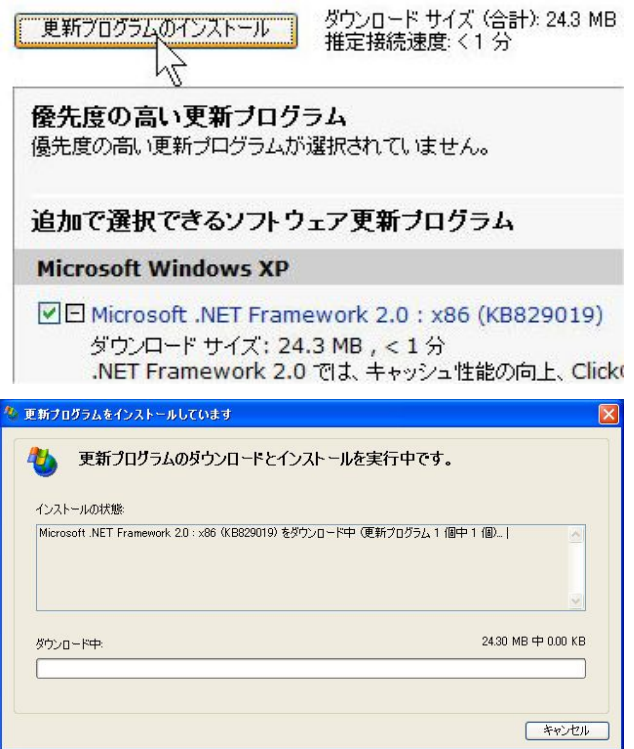 更新プログラムのインストール
ダウンロード サイズ (合計): 24.3 MB
推定接続速度: < 1 分
優先度の高い更新プログラム
優先度の高い更新プログラムが選択されていません。
追加で選択できるソフトウェア更新プログラム
Microsoft Windows XP
Microsoft .NET Framework 2.0 : x86 (KB829019)
ダウンロード サイズ: 24.3 MB , < 1 分
.NET Framework 2.0 では、キャッシュ性能の向上、Click
更新プログラムをインストールしています
更新プログラムのダウンロードとインストールを実行中です。
インストールの状態:
Microsoft .NET Framework 2.0 : x86 (KB829019) をダウンロード中 (更新プログラム 1 個中 1 個)...
ダウンロード中:
24.30 MB 中 0.00 KB
キャンセル